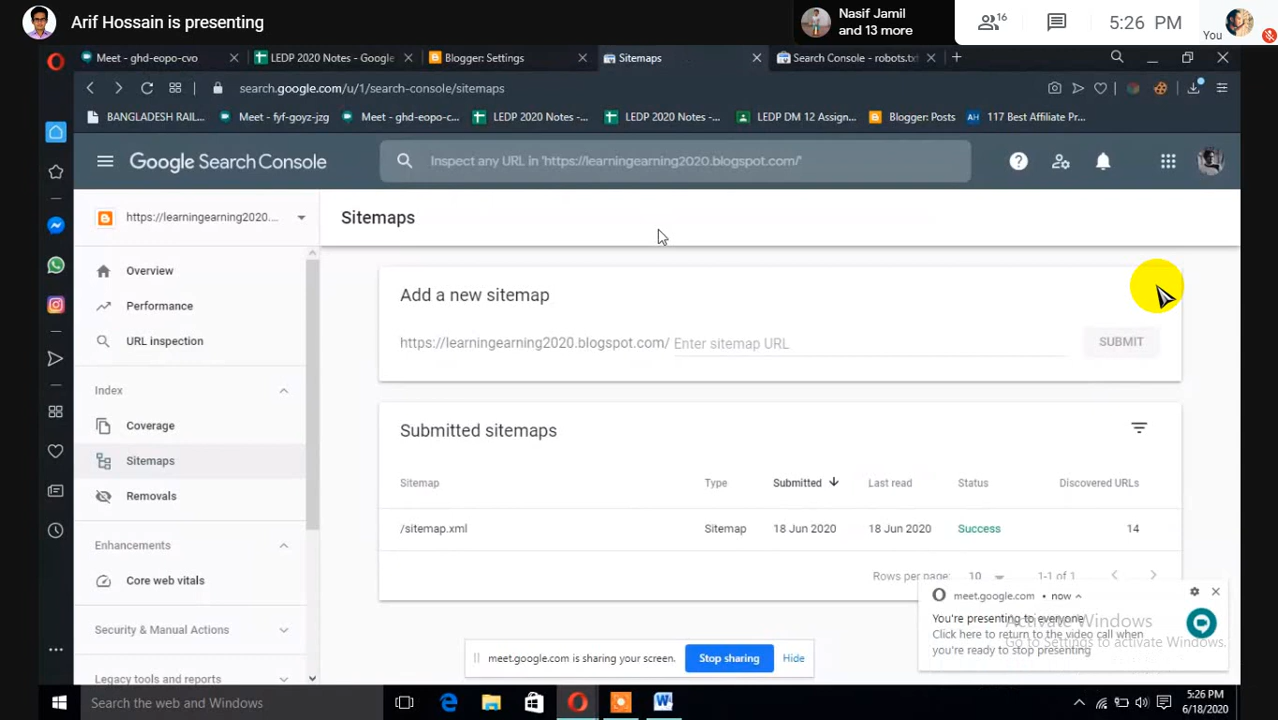 Arif Hossain is presenting
Nasif Jamil
and 13 more
16
5:26 PM
You
Meet - ghd-eopo-cvo
LEDP 2020 Notes - Google
Blogger: Settings
Sitemaps
Search Console - robots.txt
search.google.com/u/1/search-console/sitemaps
BANGLADESH RAIL...
Meet - fyf-goyz-jzg
Meet - ghd-eopo-c...
LEDP 2020 Notes -...
LEDP 2020 Notes -...
LEDP DM 12 Assign...
Blogger: Posts
117 Best Affiliate Pr...
Google Search Console
Inspect any URL in 'https://learningearning2020.blogspot.com/'
https://learningearning2020....
Sitemaps
Overview
Performance
URL inspection
Index
Coverage
Sitemaps
Removals
Enhancements
Core web vitals
Security & Manual Actions
Legacy tools and reports
Add a new sitemap
https://learningearning2020.blogspot.com/ Enter sitemap URL
SUBMIT
Submitted sitemaps
Sitemap Type Submitted Last read Status Discovered URLs
/sitemap.xml Sitemap 18 Jun 2020 18 Jun 2020 Success 14
Rows per page: 10 1-1 of 1
meet.google.com • now
You're presenting to everyone
Click here to return to the video call when
you're ready to stop presenting
Activate Windows
Go to Settings to activate Windows.
meet.google.com is sharing your screen. Stop sharing Hide
Search the web and Windows
5:26 PM
6/18/2020